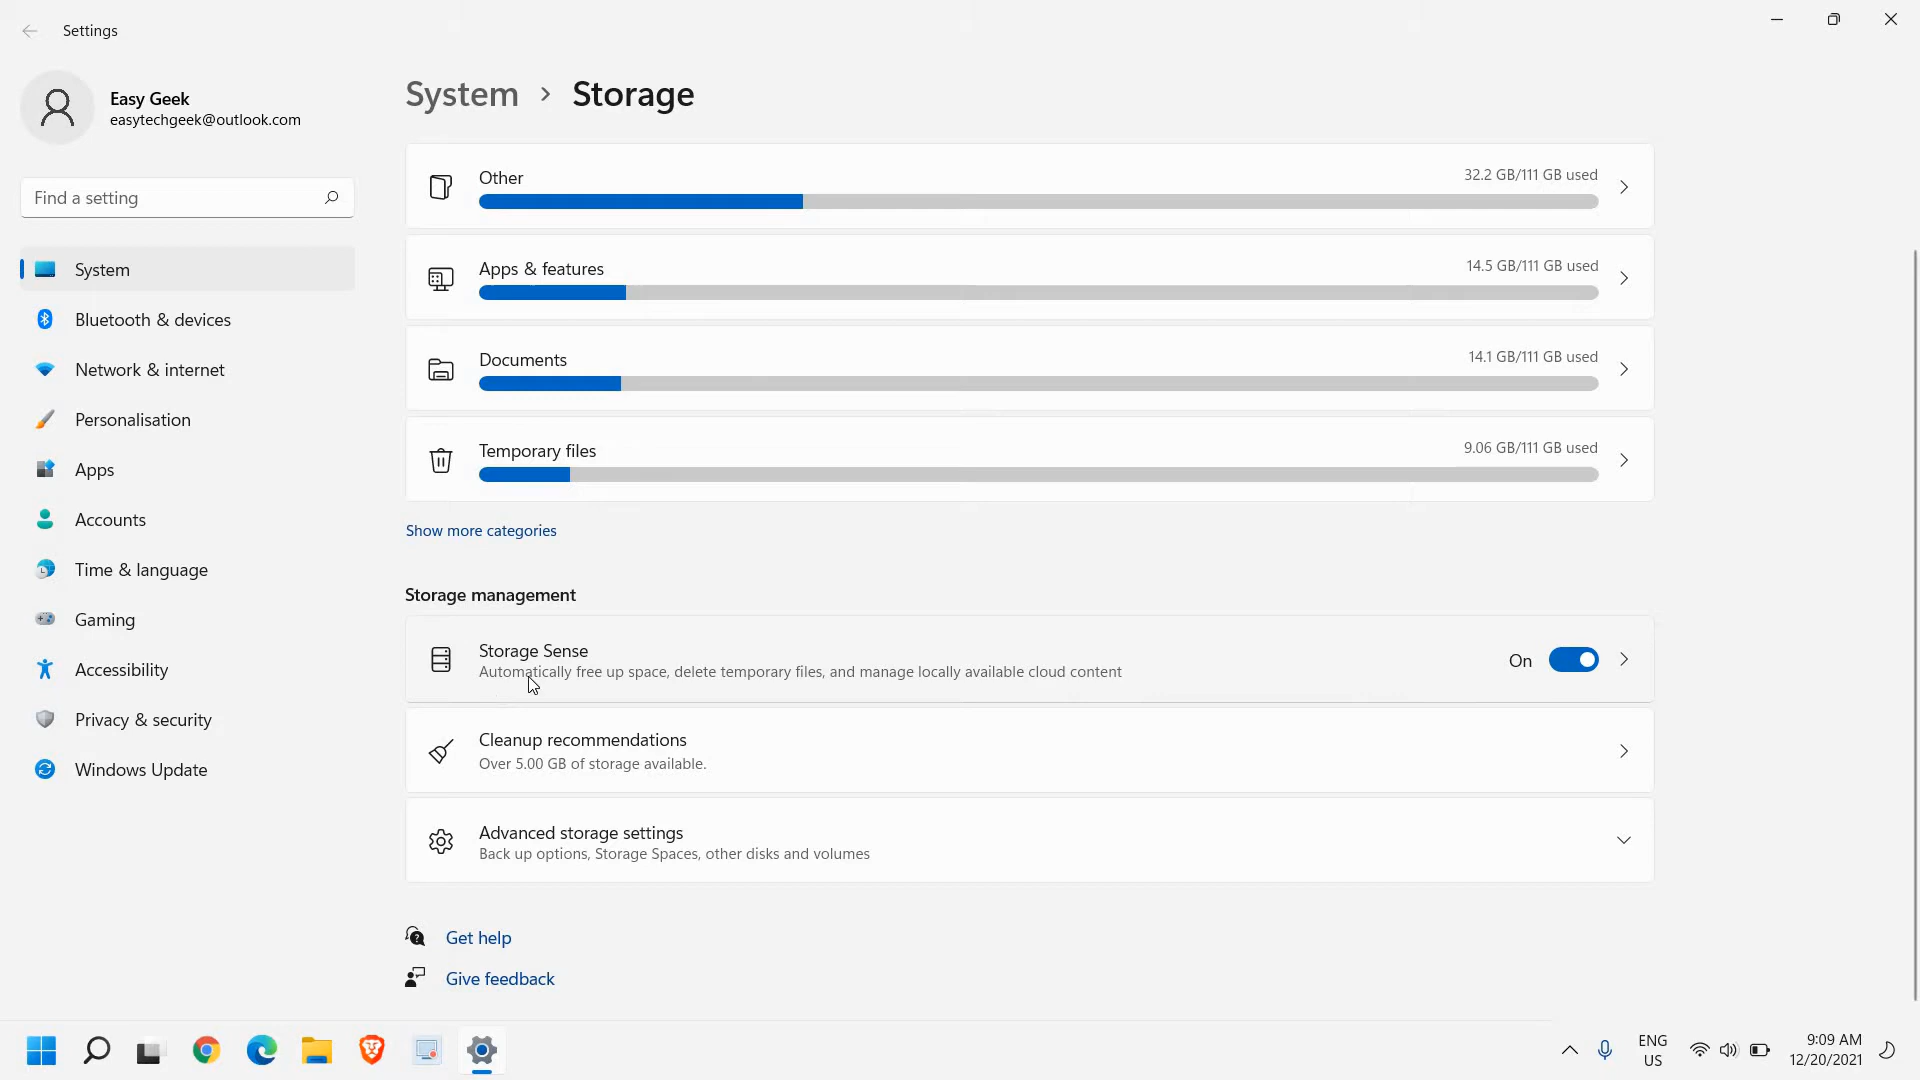 Settings
Easy Geek
easytechgeek@outlook.com
Find a setting
System
Bluetooth & devices
Network & internet
Personalisation
Apps
Accounts
Time & language
Gaming
Accessibility
Privacy & security
Windows Update
System > Storage
Other
32.2 GB/111 GB used
Apps & features
14.5 GB/111 GB used
Documents
14.1 GB/111 GB used
Temporary files
9.06 GB/111 GB used
Show more categories
Storage management
Storage Sense
Automatically free up space, delete temporary files, and manage locally available cloud content
On
Cleanup recommendations
Over 5.00 GB of storage available.
Advanced storage settings
Back up options, Storage Spaces, other disks and volumes
Get help
Give feedback
ENG
US
9:09 AM
12/20/2021